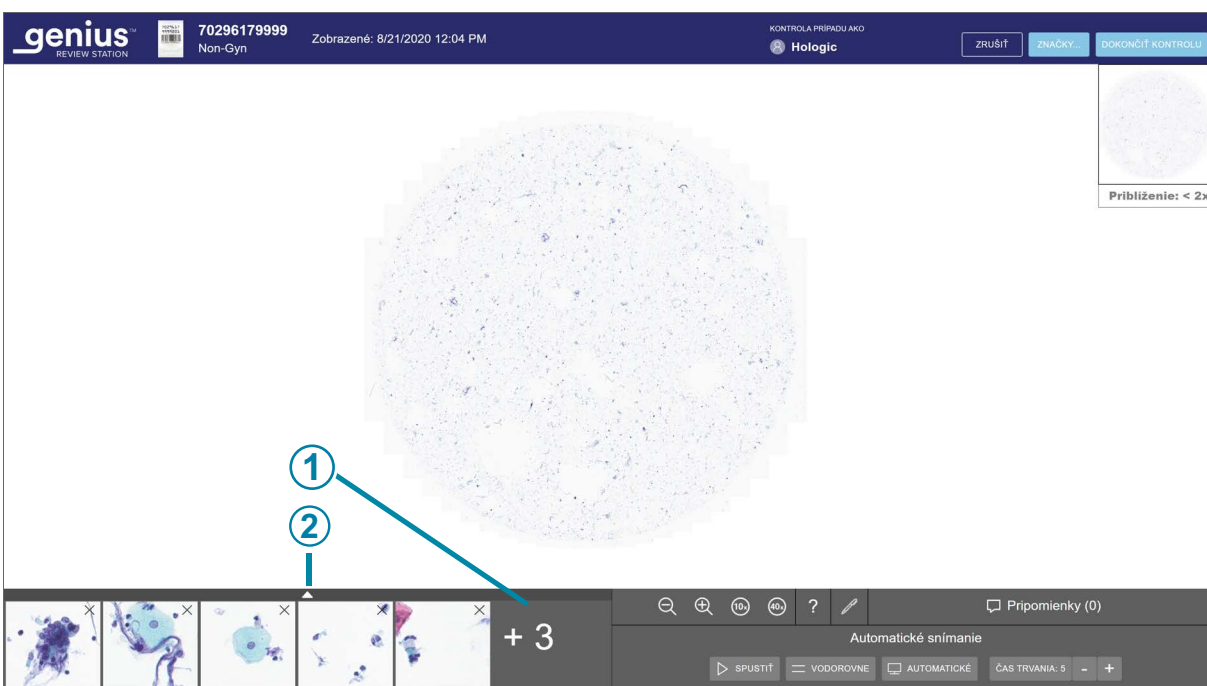 genius™
REVIEW STATION
70296179999
Non-Gyn
Zobrazené: 8/21/2020 12:04 PM
KONTROLA PRÍPADU AKO
Hologic
ZRUŠIŤ
ZNAČKY...
DOKONČIŤ KONTROLU
Priblíženie: < 2x
1
2
+ 3
10x
40x
?
Pripomienky (0)
Automatické snímanie
SPUSTIŤ
VODOROVNE
AUTOMATICKÉ
ČAS TRVANIA: 5
-
+